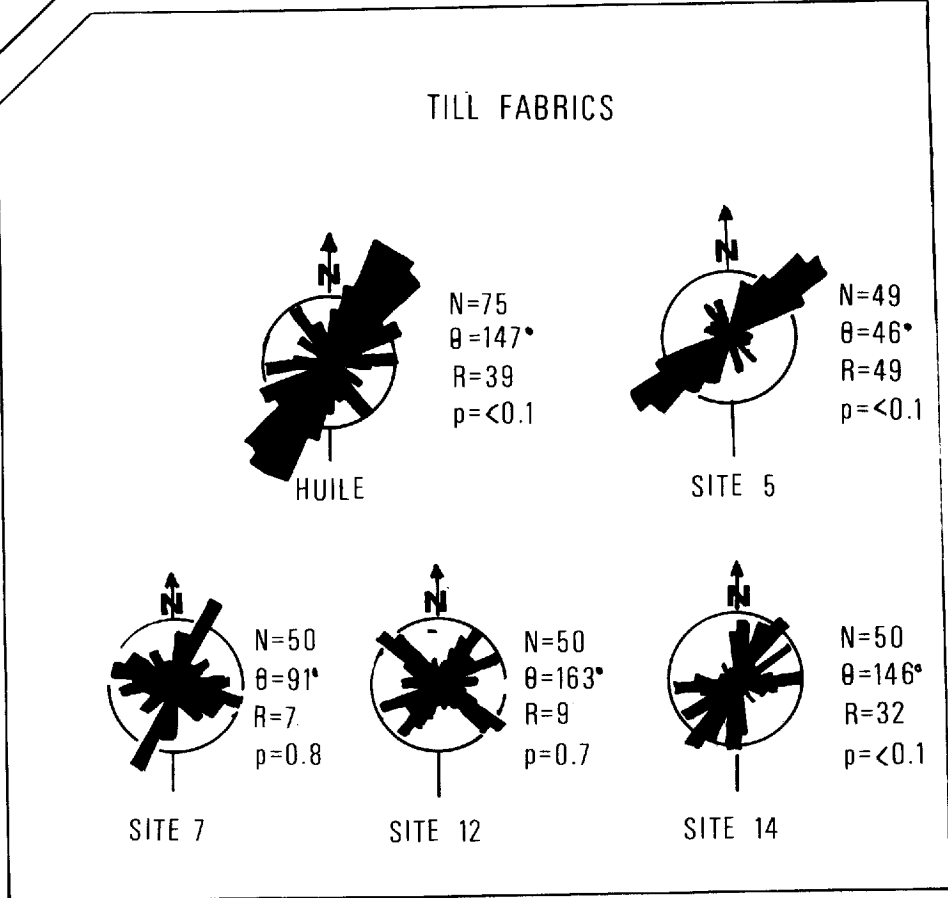 TILL FABRICS
N
N=75
θ=147°
R=39
p=<0.1
HUILE
N
N=49
θ=46°
R=49
p=<0.1
SITE 5
N
N=50
θ=91°
R=7
p=0.8
SITE 7
N
N=50
θ=163°
R=9
p=0.7
SITE 12
N
N=50
θ=146°
R=32
p=<0.1
SITE 14